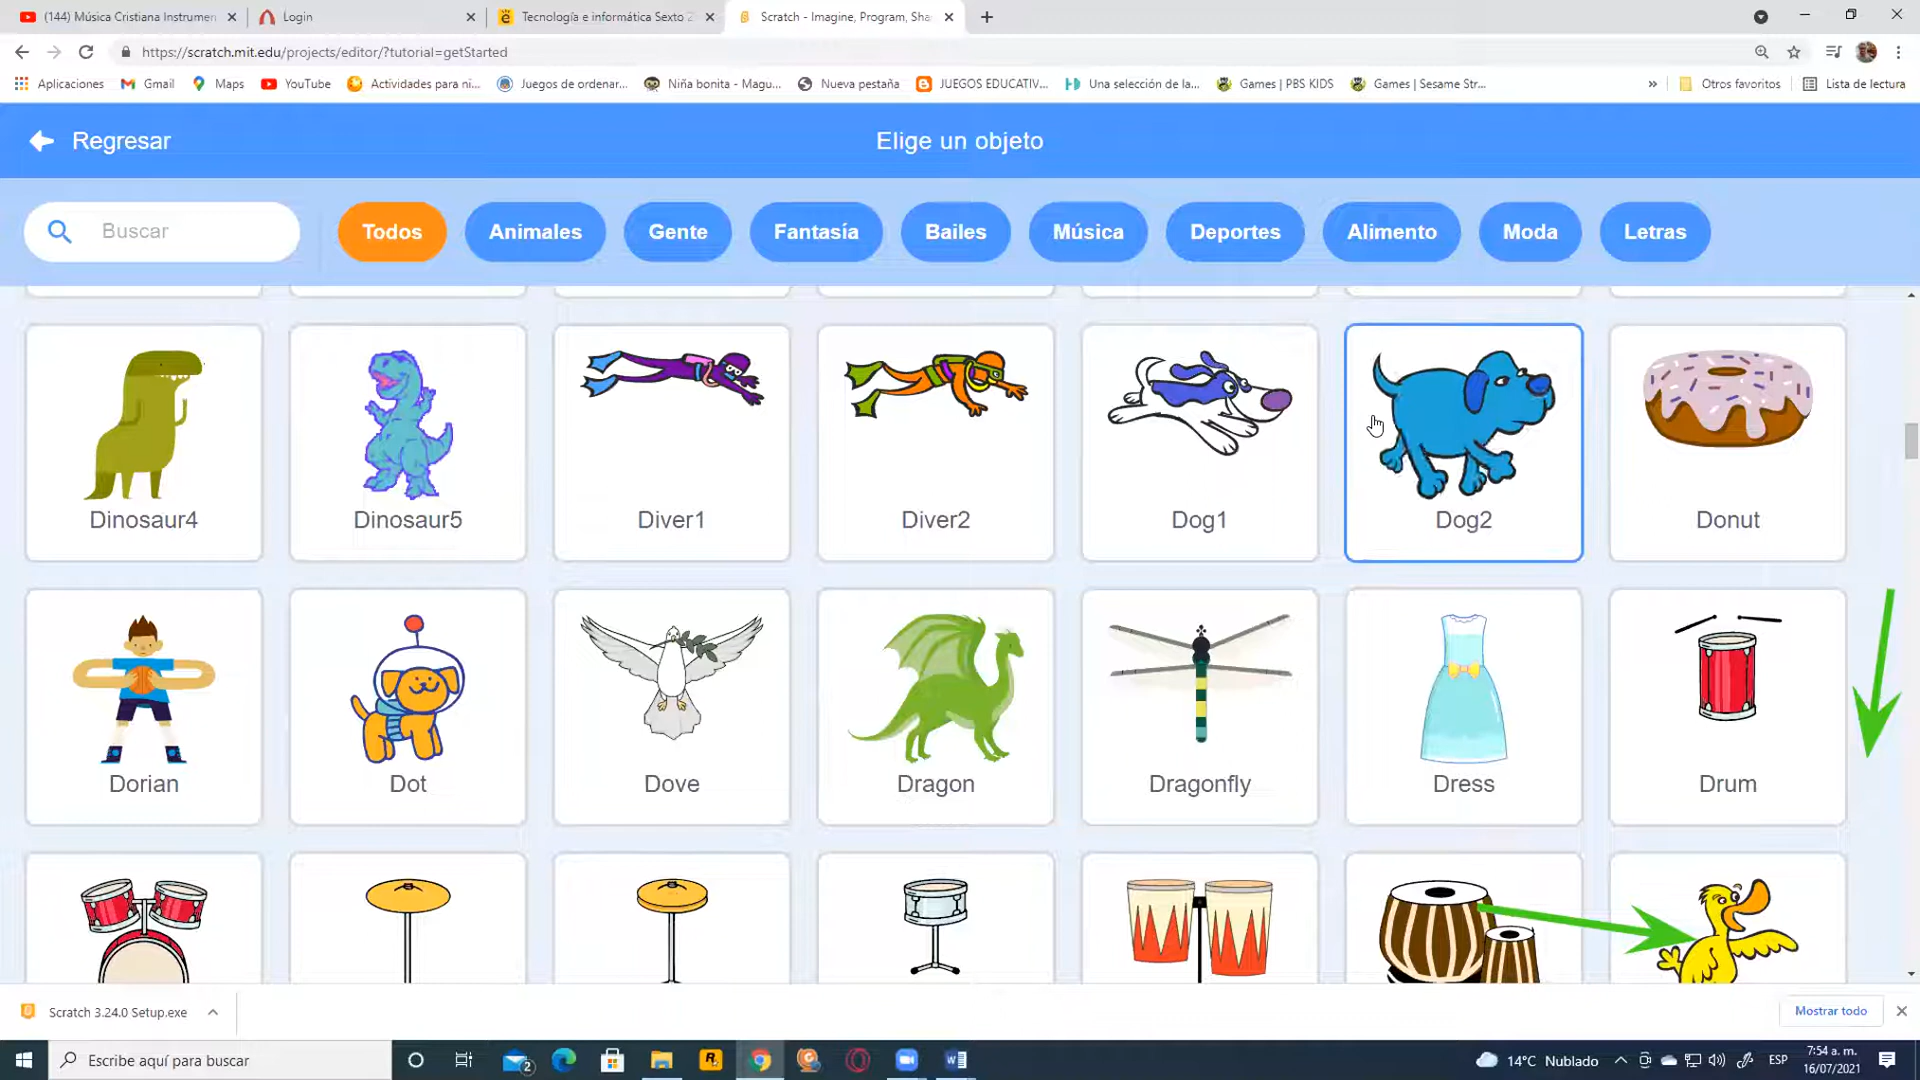 (144) Música Cristiana Instrumen
Login
Tecnología e informática Sexto 2
Scratch - Imagine, Program, Sha
https://scratch.mit.edu/projects/editor/?tutorial=getStarted
Aplicaciones
Gmail
Maps
YouTube
Actividades para ni...
Juegos de ordenar...
Niña bonita - Magu...
Nueva pestaña
JUEGOS EDUCATIV...
Una selección de la...
Games | PBS KIDS
Games | Sesame Str...
»
Otros favoritos
Lista de lectura
Regresar
Elige un objeto
Buscar
Todos
Animales
Gente
Fantasía
Bailes
Música
Deportes
Alimento
Moda
Letras
Dinosaur4
Dinosaur5
Diver1
Diver2
Dog1
Dog2
Donut
Dorian
Dot
Dove
Dragon
Dragonfly
Dress
Drum
Scratch 3.24.0 Setup.exe
Mostrar todo
Escribe aquí para buscar
2
14°C Nublado
ESP
7:54 a. m.
16/07/2021